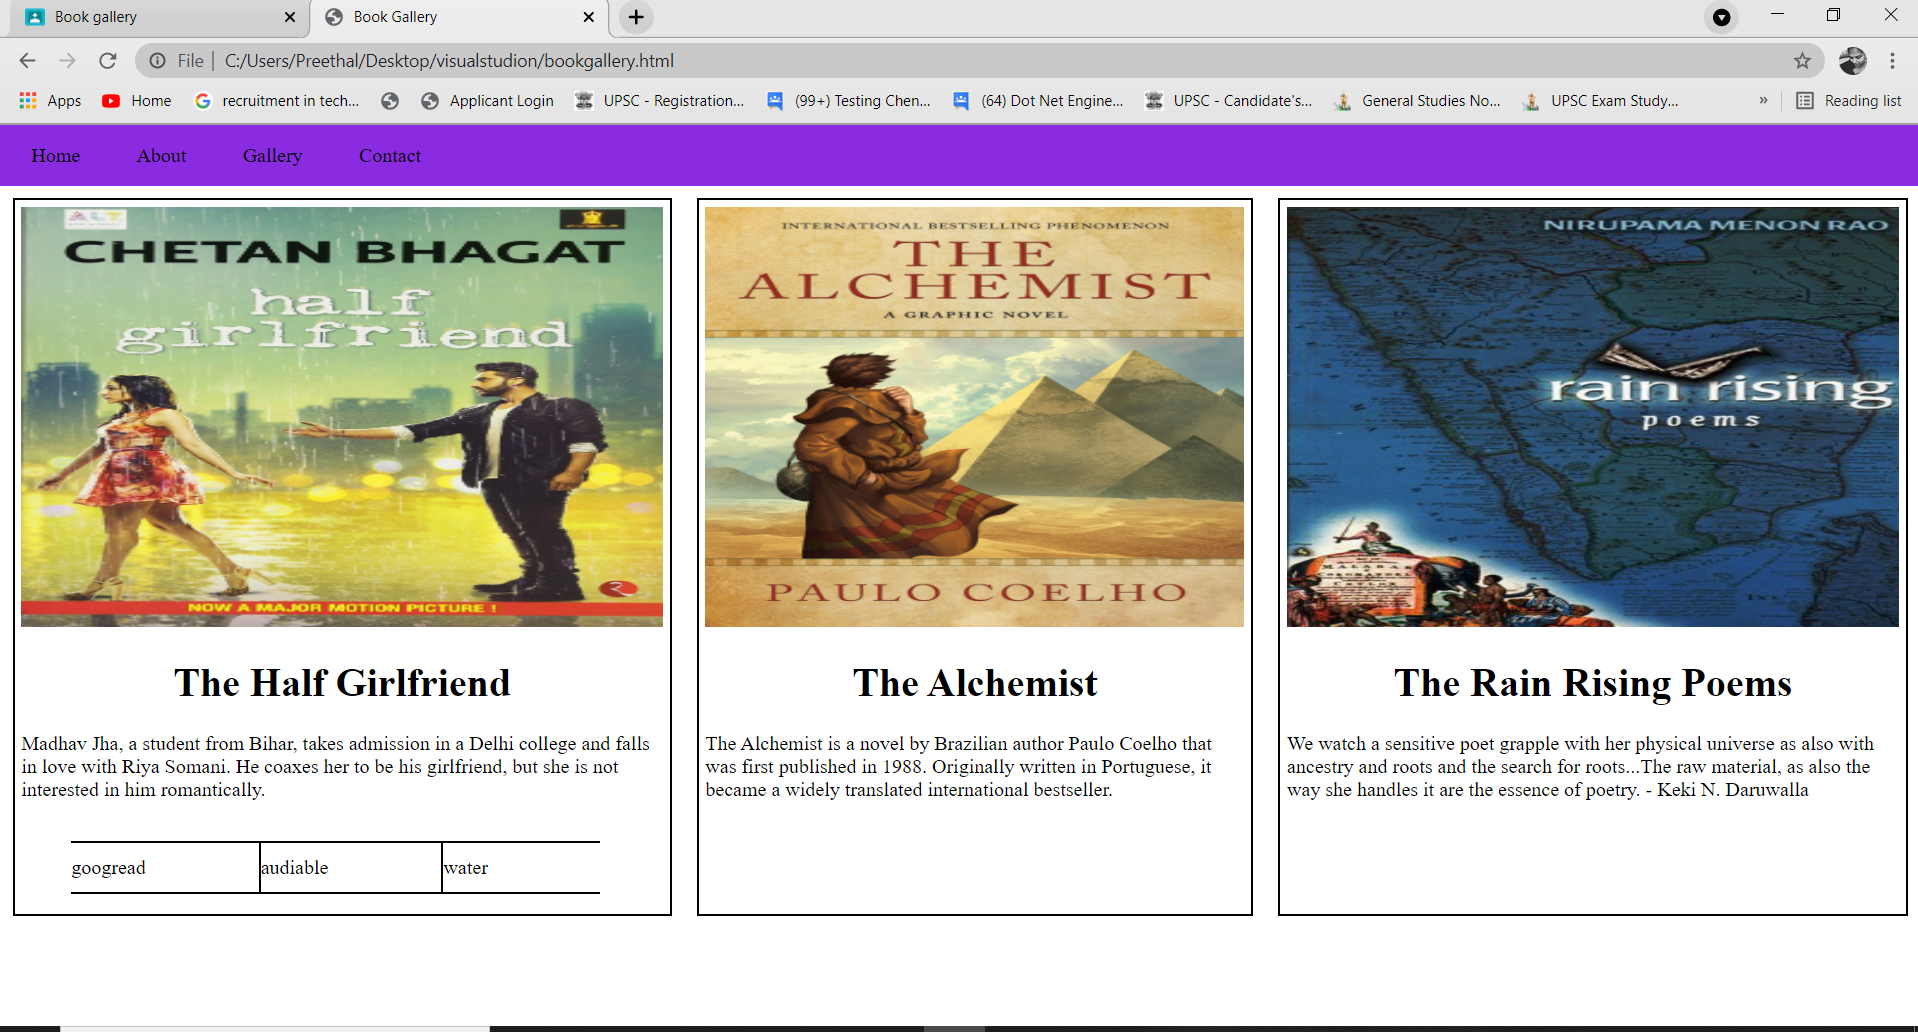 Book gallery
Book Gallery
File | C:/Users/Preethal/Desktop/visualstudion/bookgallery.html
Apps Home recruitment in tech... Applicant Login UPSC - Registration... (99+) Testing Chen... (64) Dot Net Engine... UPSC - Candidate's... General Studies No... UPSC Exam Study... » Reading list
Home About Gallery Contact
ALT
CHETAN BHAGAT
half
girlfriend
NOW A MAJOR MOTION PICTURE !
The Half Girlfriend
Madhav Jha, a student from Bihar, takes admission in a Delhi college and falls
in love with Riya Somani. He coaxes her to be his girlfriend, but she is not
interested in him romantically.
googread audiable water
INTERNATIONAL BESTSELLING PHENOMENON
THE
ALCHEMIST
A GRAPHIC NOVEL
PAULO COELHO
The Alchemist
The Alchemist is a novel by Brazilian author Paulo Coelho that
was first published in 1988. Originally written in Portuguese, it
became a widely translated international bestseller.
NIRUPAMA MENON RAO
rain rising
poems
The Rain Rising Poems
We watch a sensitive poet grapple with her physical universe as also with
ancestry and roots and the search for roots...The raw material, as also the
way she handles it are the essence of poetry. - Keki N. Daruwalla